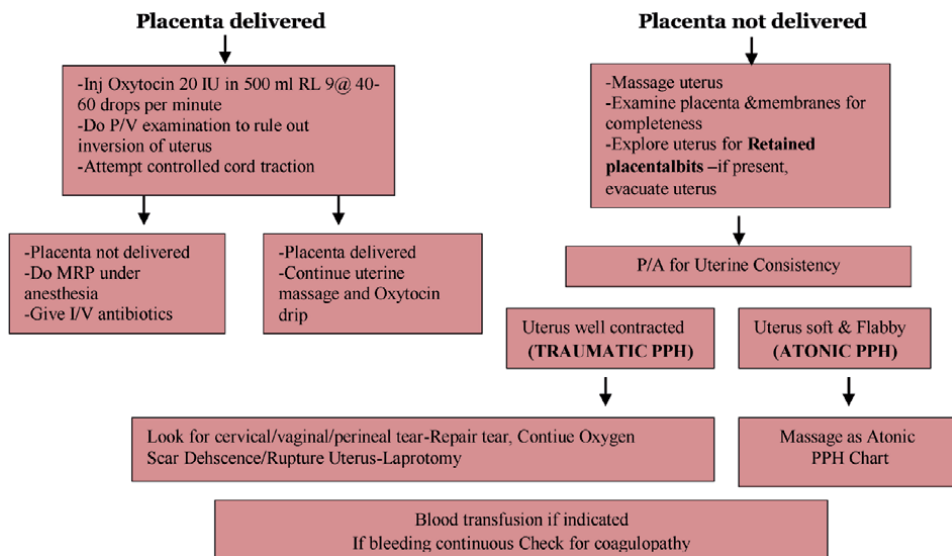 Placenta delivered
-Inj Oxytocin 20 IU in 500 ml RL 9@ 40-
60 drops per minute
-Do P/V examination to rule out
inversion of uterus
-Attempt controlled cord traction
-Placenta not delivered
-Do MRP under
anesthesia
-Give I/V antibiotics
-Placenta delivered
-Continue uterine
massage and Oxytocin
drip
Placenta not delivered
-Massage uterus
-Examine placenta &membranes for
completeness
-Explore uterus for Retained
placentalbits –if present,
evacuate uterus
P/A for Uterine Consistency
Uterus well contracted
(TRAUMATIC PPH)
Uterus soft & Flabby
(ATONIC PPH)
Look for cervical/vaginal/perineal tear-Repair tear, Contiue Oxygen
Scar Dehscence/Rupture Uterus-Laprotomy
Massage as Atonic
PPH Chart
Blood transfusion if indicated
If bleeding continuous Check for coagulopathy